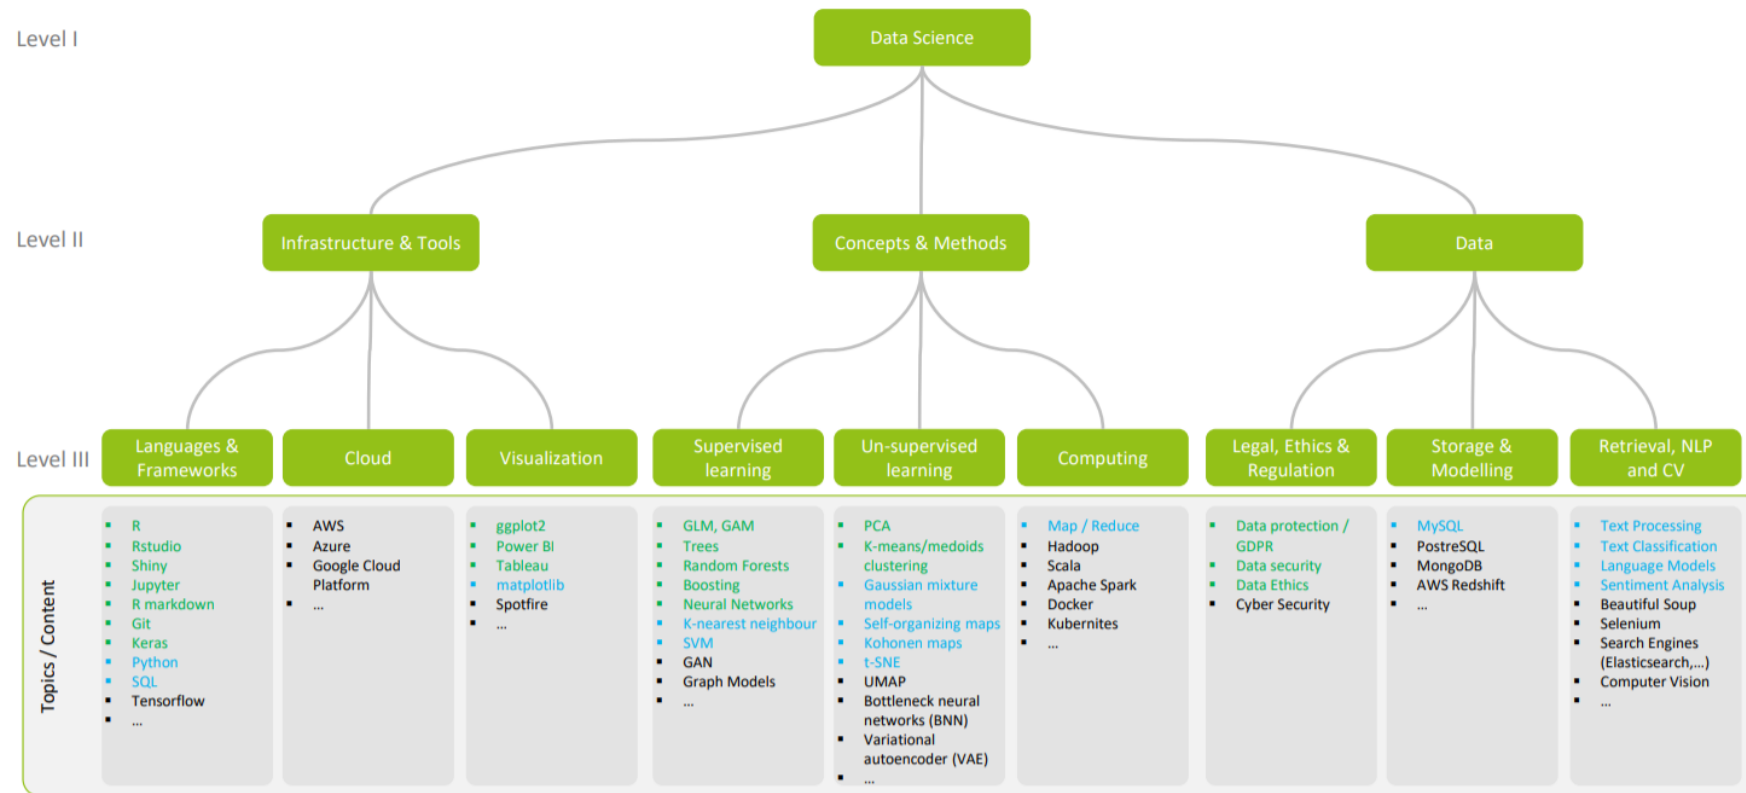 Level I
Data Science
Level II
Infrastructure & Tools
Concepts & Methods
Data
Level III
Languages &
Frameworks
Cloud
Visualization
Supervised
learning
Un-supervised
learning
Computing
Legal, Ethics &
Regulation
Storage &
Modelling
Retrieval, NLP
and CV
Topics / Content
R
Rstudio
Shiny
Jupyter
R markdown
Git
Keras
Python
SQL
Tensorflow
...
AWS
Azure
Google Cloud
Platform
...
ggplot2
Power BI
Tableau
matplotlib
Spotfire
...
GLM, GAM
Trees
Random Forests
Boosting
Neural Networks
K-nearest neighbour
SVM
GAN
Graph Models
...
PCA
K-means/medoids
clustering
Gaussian mixture
models
Self-organizing maps
Kohonen maps
t-SNE
UMAP
Bottleneck neural
networks (BNN)
Variational
autoencoder (VAE)
...
Map / Reduce
Hadoop
Scala
Apache Spark
Docker
Kubernites
...
Data protection /
GDPR
Data security
Data Ethics
Cyber Security
MySQL
PostreSQL
MongoDB
AWS Redshift
...
Text Processing
Text Classification
Language Models
Sentiment Analysis
Beautiful Soup
Selenium
Search Engines
(Elasticsearch,...)
Computer Vision
...